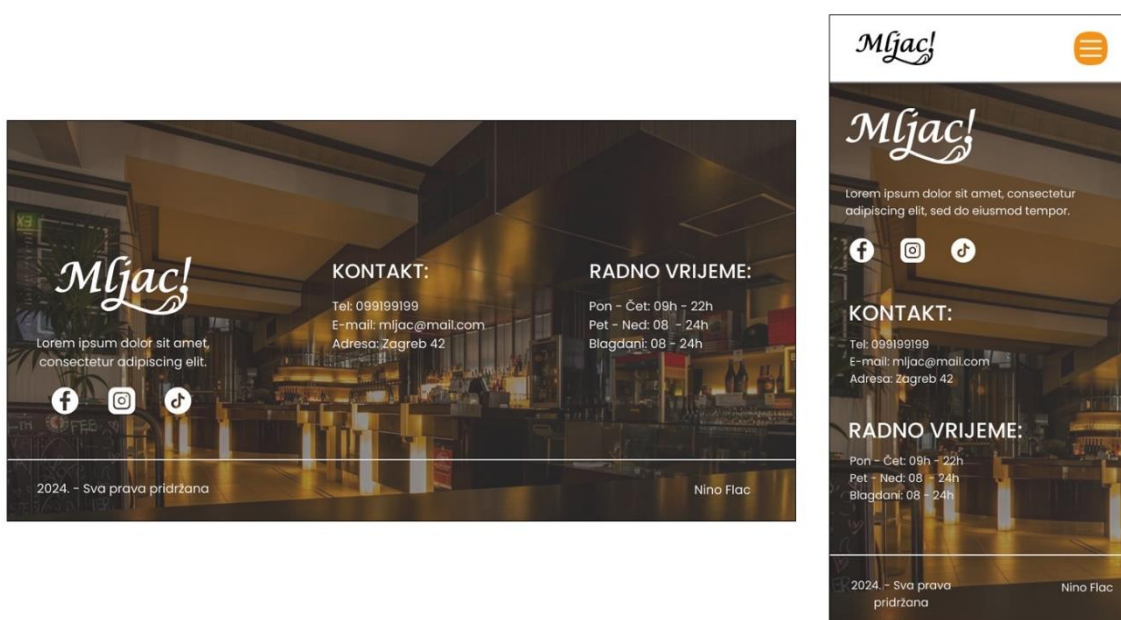 Mljac!
Lorem ipsum dolor sit amet,
consectetur adipiscing elit.
KONTAKT:
Tel: 099199199
E-mail: mljac@mail.com
Adresa: Zagreb 42
RADNO VRIJEME:
Pon - Čet: 09h - 22h
Pet - Ned: 08 - 24h
Blagdani: 08 - 24h
2024. - Sva prava pridržana
Nino Flac
Mljac!
Mljac!
Lorem ipsum dolor sit amet, consectetur
adipiscing elit, sed do eiusmod tempor.
KONTAKT:
Tel: 099199199
E-mail: mljac@mail.com
Adresa: Zagreb 42
RADNO VRIJEME:
Pon - Čet: 09h - 22h
Pet - Ned: 08 - 24h
Blagdani: 08 - 24h
2024. - Sva prava
pridržana
Nino Flac